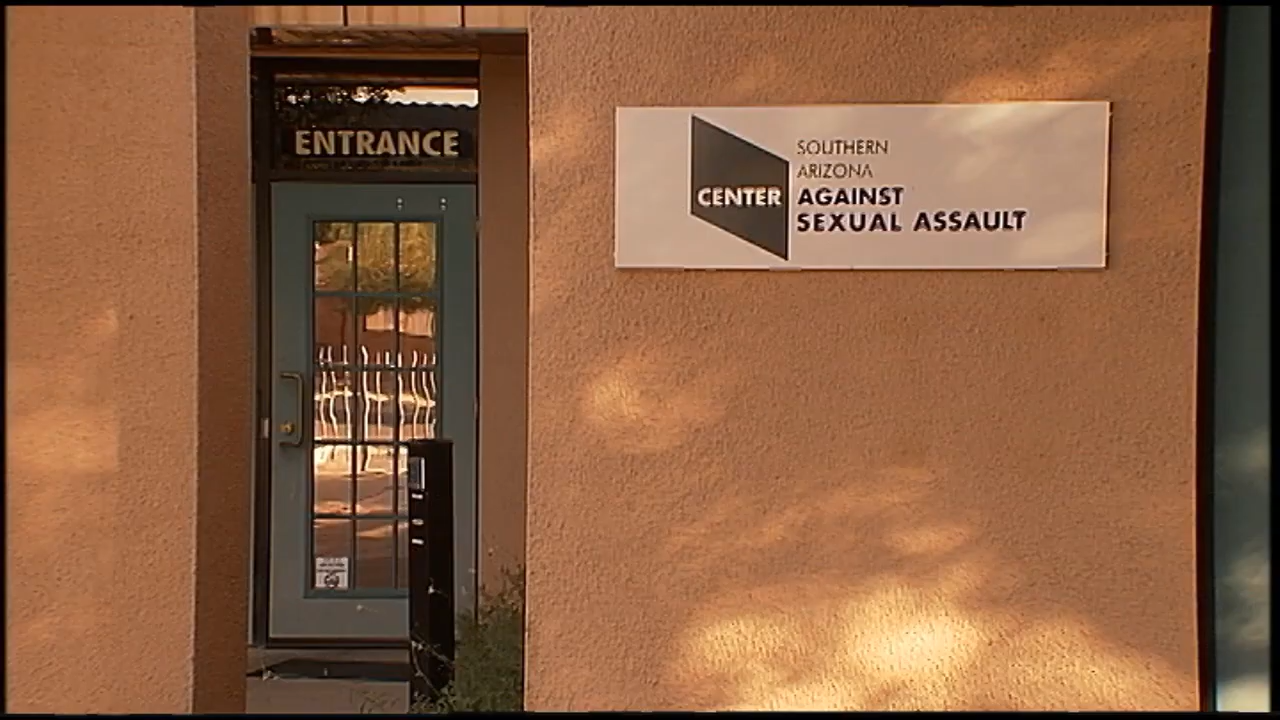 ENTRANCE
SOUTHERN
ARIZONA
CENTER AGAINST
SEXUAL ASSAULT